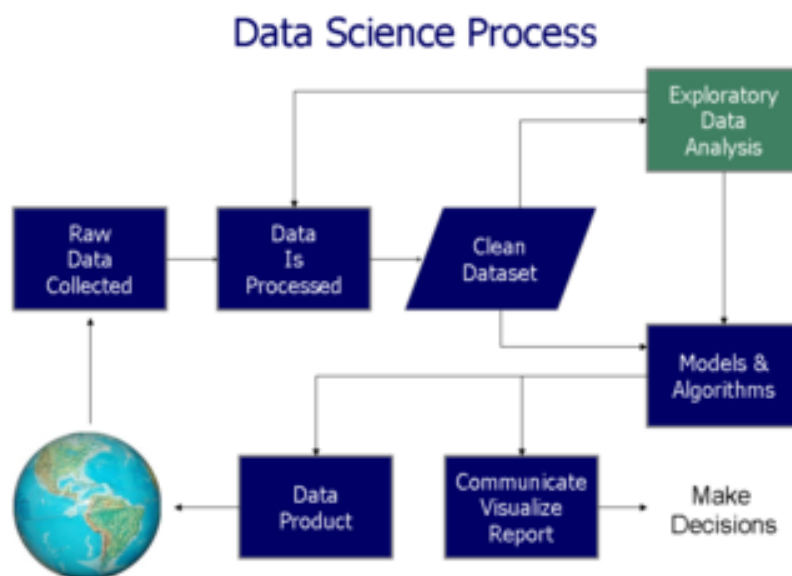 Data Science Process
Exploratory
Data
Analysis
Raw
Data
Collected
Data
Is
Processed
Clean
Dataset
Models &
Algorithms
Data
Product
Communicate
Visualize
Report
Make
Decisions